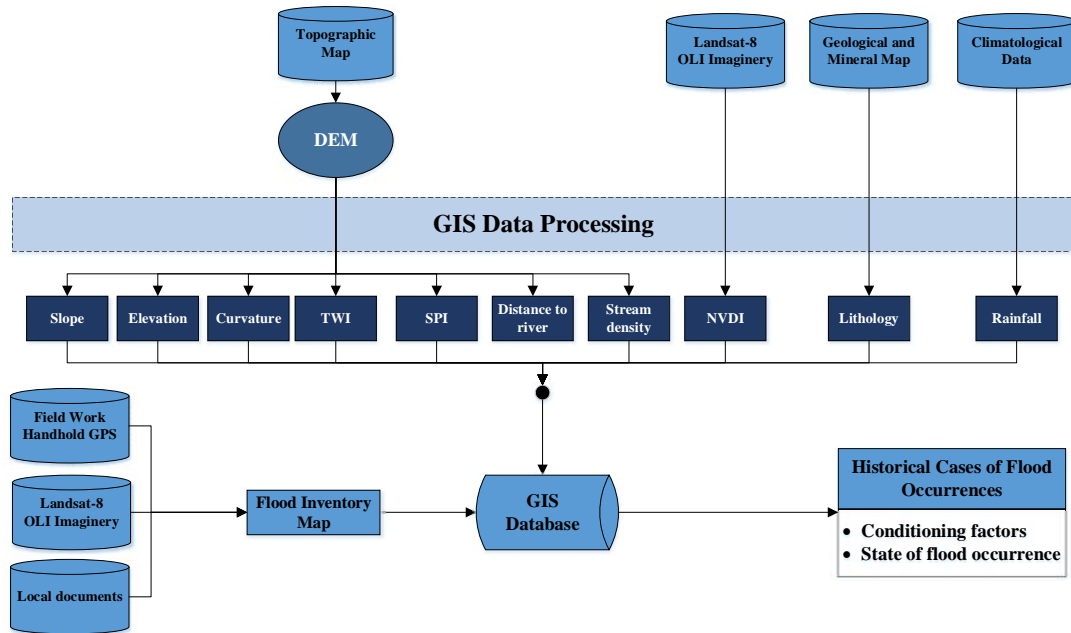 Topographic
Map
Landsat-8
OLI Imaginery
Geological and
Mineral Map
Climatological
Data
DEM
GIS Data Processing
Slope
Elevation
Curvature
TWI
SPI
Distance to
river
Stream
density
NVDI
Lithology
Rainfall
Field Work
Handhold GPS
Landsat-8
OLI Imaginery
Local documents
Flood Inventory
Map
GIS
Database
Historical Cases of Flood
Occurrences
• Conditioning factors
• State of flood occurrence